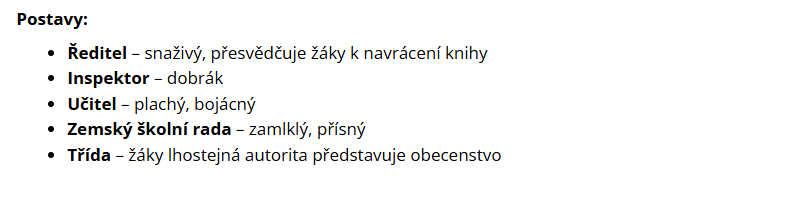 Postavy:
• Ředitel – snaživý, přesvědčuje žáky k navrácení knihy
• Inspektor – dobrák
• Učitel – plachý, bojácný
• Zemský školní rada – zamlklý, přísný
• Třída – žáky lhostejná autorita představuje obecenstvo